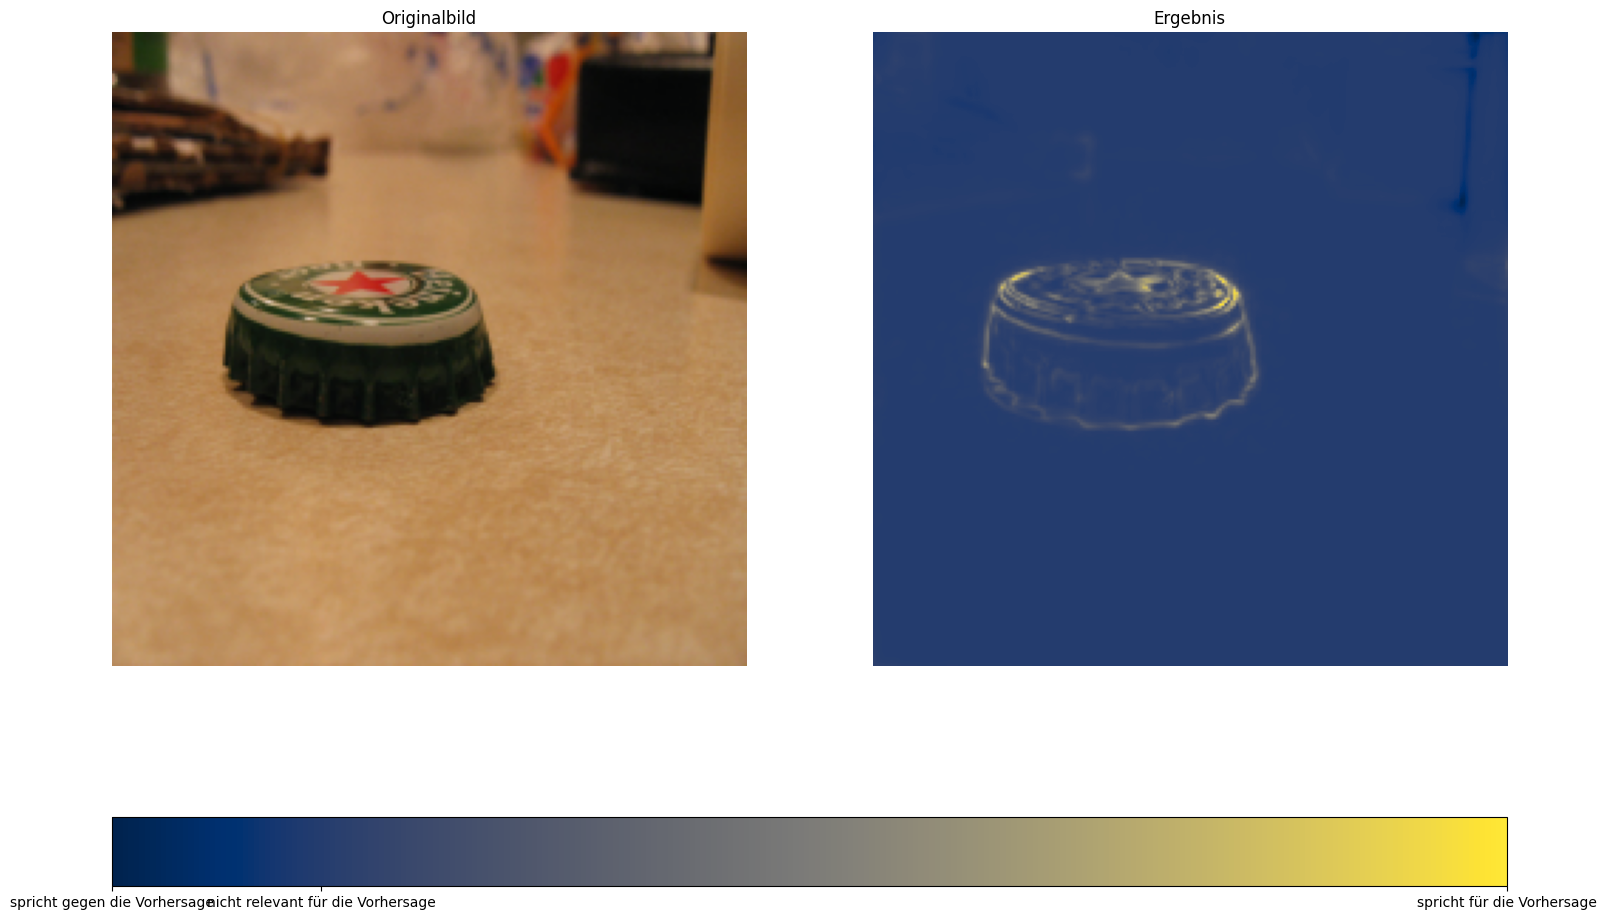 Originalbild
Ergebnis
spricht gegen die Vorhersage
nicht relevant für die Vorhersage
spricht für die Vorhersage